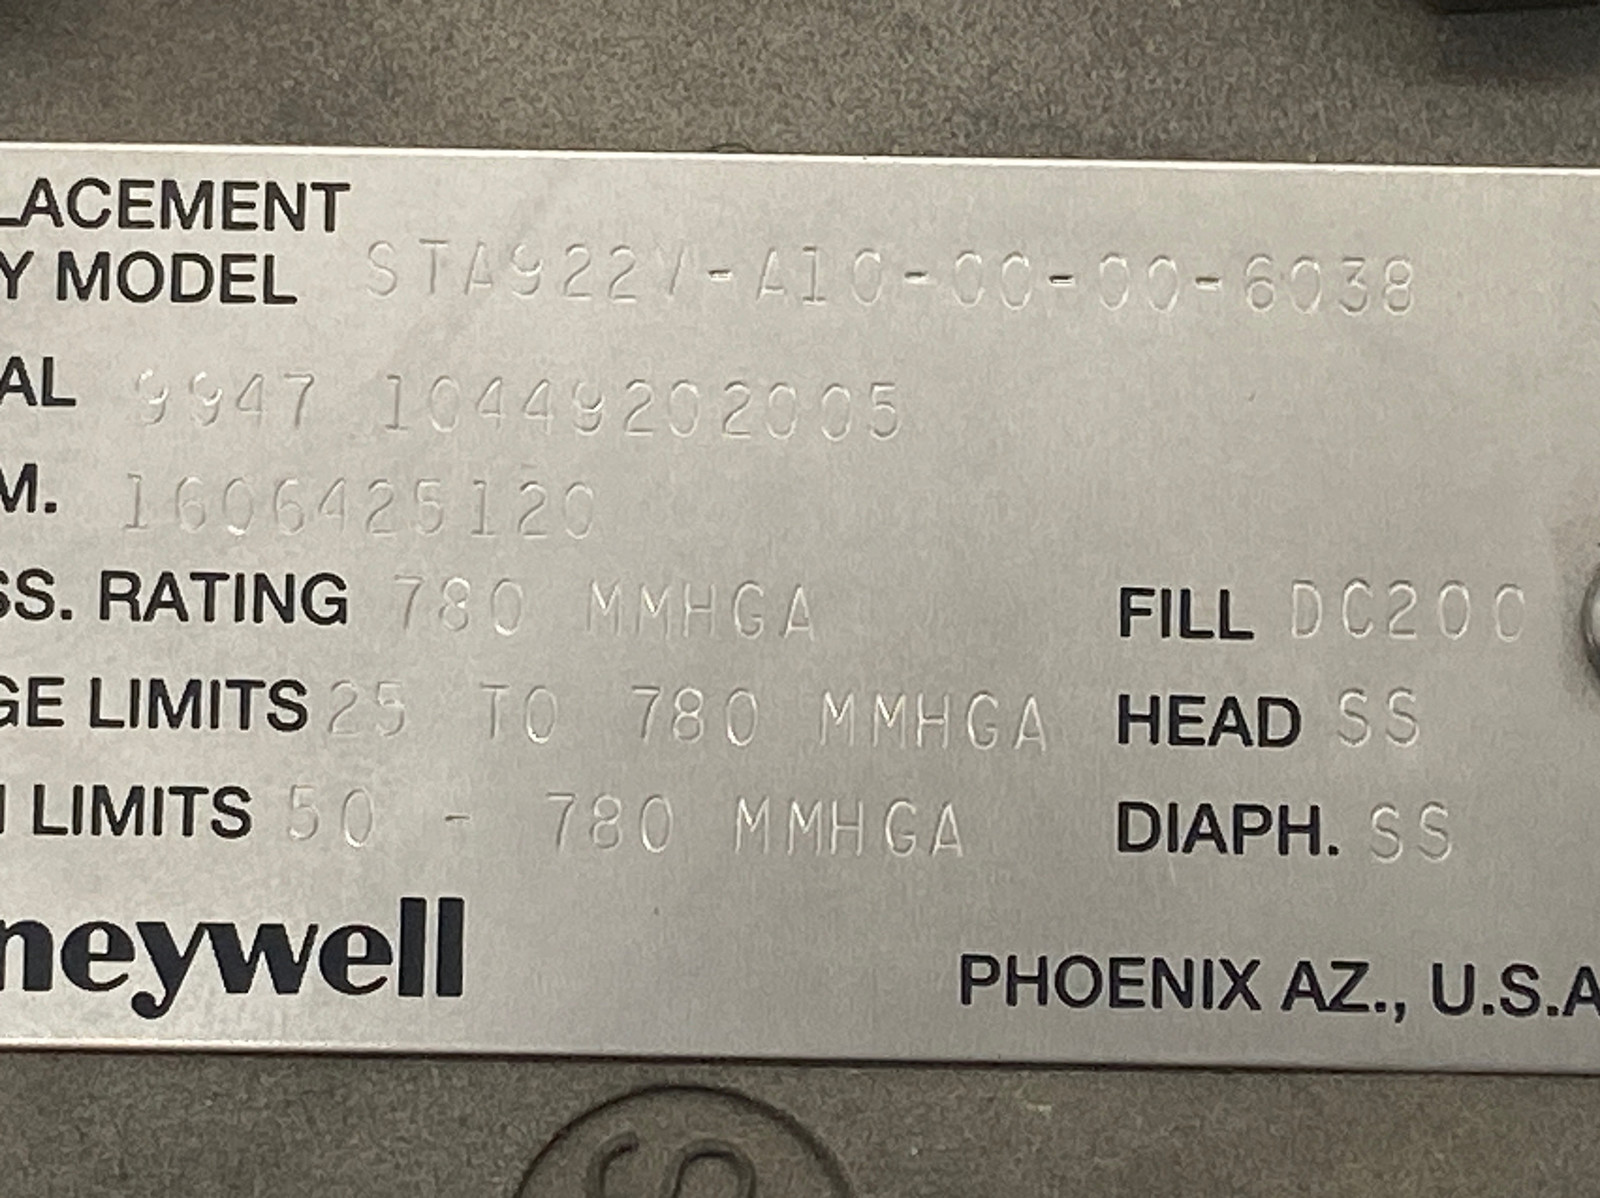 LACEMENT
Y MODEL STA922Y-A10-00-00-6038
AL 9947 10449202005
M. 1606425120
SS. RATING 780 MMHGA FILL DC200
GE LIMITS 25 TO 780 MMHGA HEAD SS
N LIMITS 50 - 780 MMHGA DIAPH. SS
neywell PHOENIX AZ., U.S.A